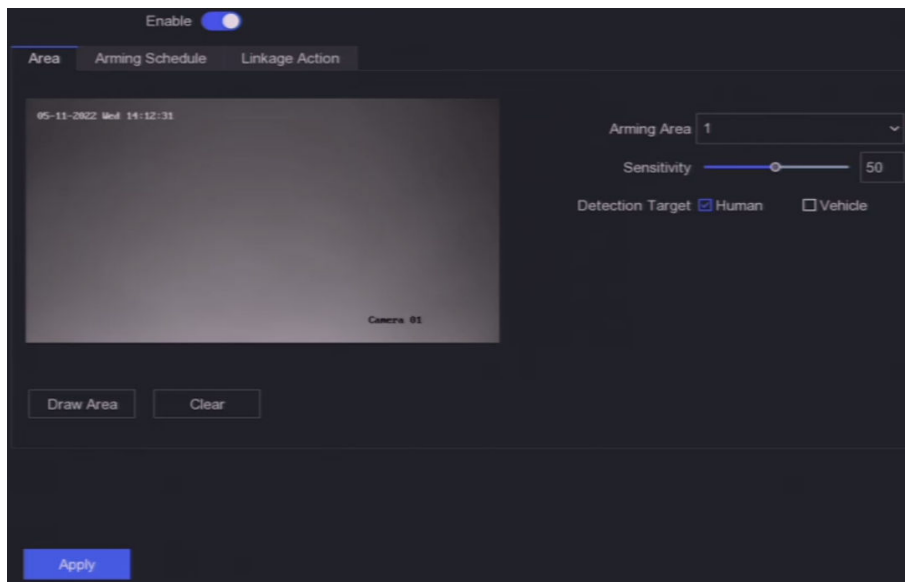 Enable
Area Arming Schedule Linkage Action
05-11-2022 Wed 14:12:31
Arming Area 1
Sensitivity 50
Detection Target Human Vehicle
Camera 01
Draw Area Clear
Apply